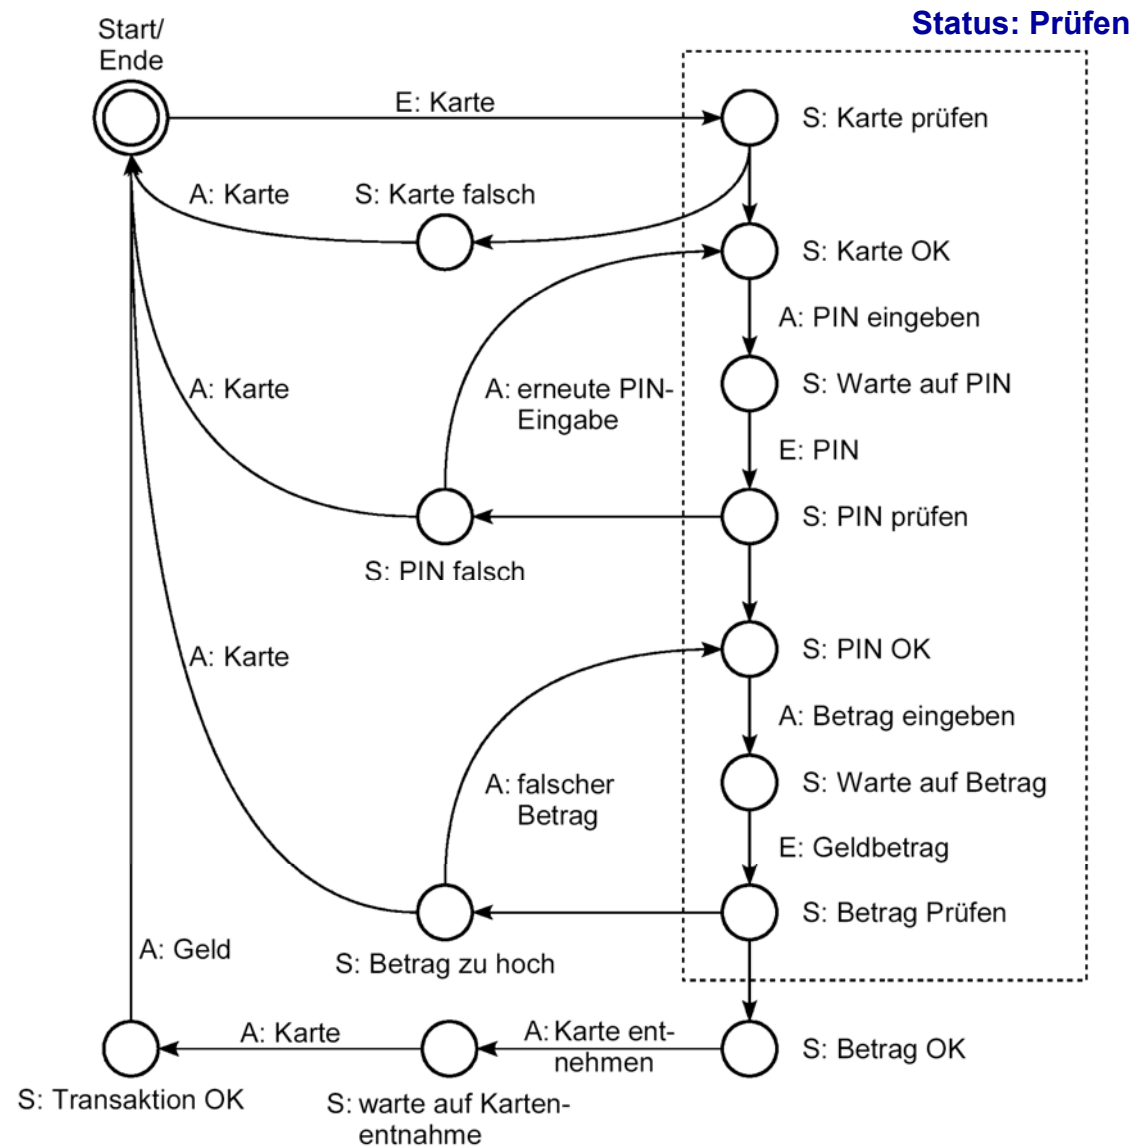 Status: Prüfen
Start/
Ende
E: Karte
S: Karte prüfen
A: Karte
S: Karte falsch
S: Karte OK
A: PIN eingeben
A: Karte
A: erneute PIN-
Eingabe
S: Warte auf PIN
E: PIN
S: PIN prüfen
S: PIN falsch
A: Karte
S: PIN OK
A: Betrag eingeben
A: falscher
Betrag
S: Warte auf Betrag
E: Geldbetrag
S: Betrag Prüfen
A: Geld
S: Betrag zu hoch
A: Karte
A: Karte ent-
nehmen
S: Betrag OK
S: Transaktion OK
S: warte auf Karten-
entnahme